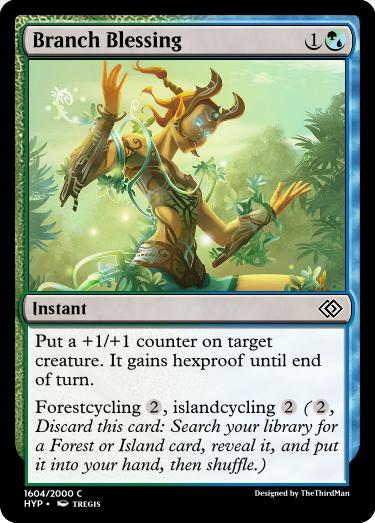 Branch Blessing 1
Instant
Put a +1/+1 counter on target
creature. It gains hexproof until end
of turn.
Forestcycling 2, islandcycling 2 (2,
Discard this card: Search your library for
a Forest or Island card, reveal it, and put
it into your hand, then shuffle.)
1604/2000 C
HYP • TREGIS
Designed by TheThirdMan